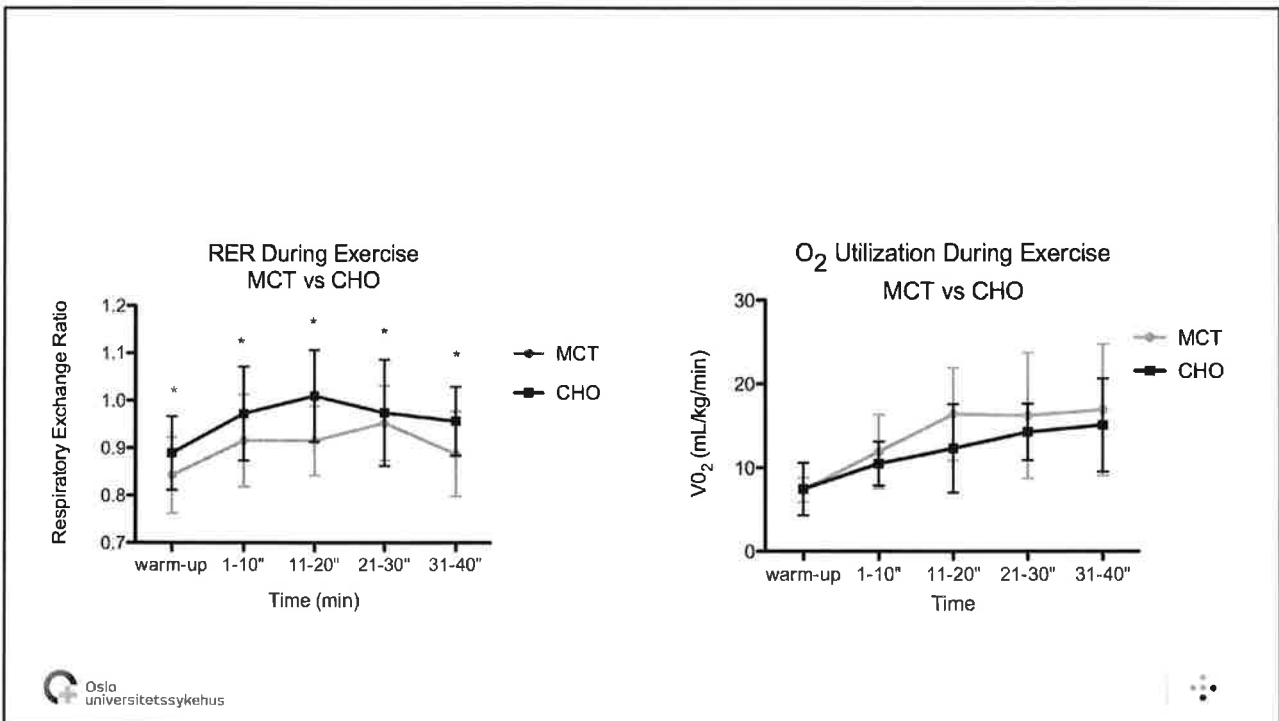 RER During Exercise
MCT vs CHO
Respiratory Exchange Ratio
1.2
1.1
1.0
0.9
0.8
0.7
*
*
*
*
*
MCT
CHO
warm-up 1-10" 11-20" 21-30" 31-40"
Time (min)
O2 Utilization During Exercise
MCT vs CHO
VO2 (mL/kg/min)
30
20
10
0
MCT
CHO
warm-up 1-10" 11-20" 21-30" 31-40"
Time
Oslo
universitetssykehus